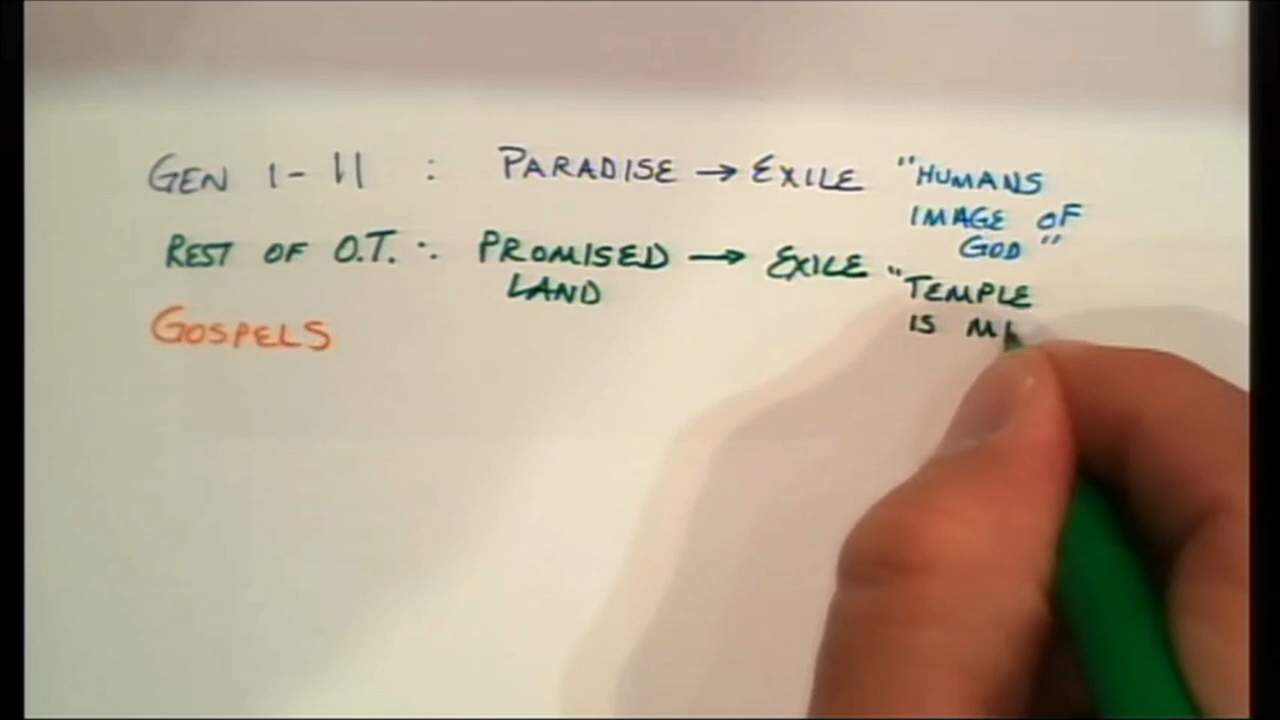 GEN 1-11 : PARADISE → EXILE "HUMANS
IMAGE OF
GOD"
REST OF O.T. : PROMISED → EXILE "TEMPLE
LAND
IS
GOSPELS